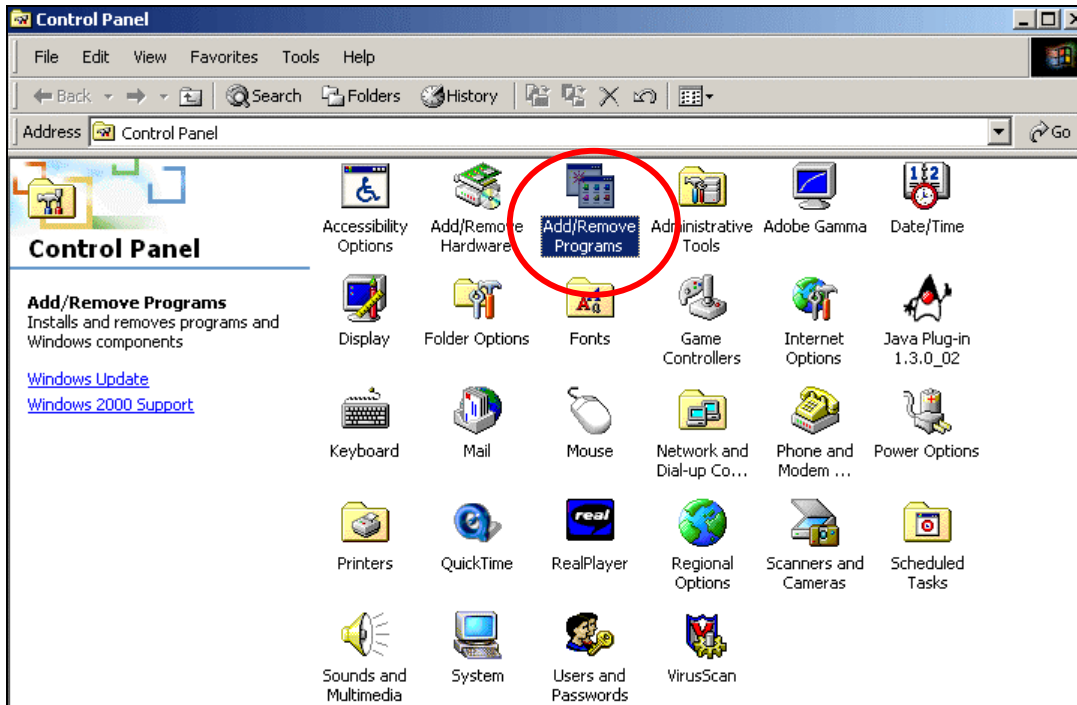 Control Panel
File Edit View Favorites Tools Help
Back Search Folders History
Address Control Panel Go
Control Panel
Add/Remove Programs
Installs and removes programs and
Windows components
Windows Update
Windows 2000 Support
Accessibility Options
Add/Remove Hardware
Add/Remove Programs
Administrative Tools
Adobe Gamma
Date/Time
Display
Folder Options
Fonts
Game Controllers
Internet Options
Java Plug-in 1.3.0_02
Keyboard
Mail
Mouse
Network and Dial-up Co...
Phone and Modem ...
Power Options
Printers
QuickTime
real
RealPlayer
Regional Options
Scanners and Cameras
Scheduled Tasks
Sounds and Multimedia
System
Users and Passwords
VirusScan